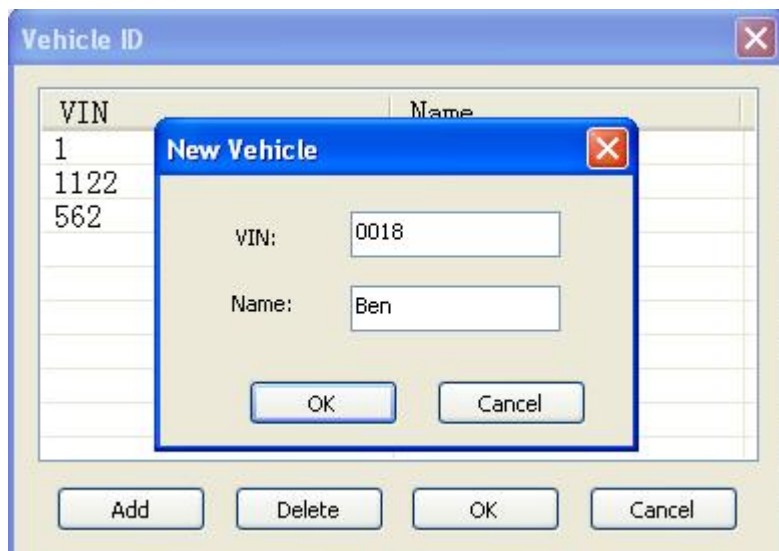 Vehicle ID
VIN Name
1
1122
562
New Vehicle
VIN: 0018
Name: Ben
OK Cancel
Add Delete OK Cancel